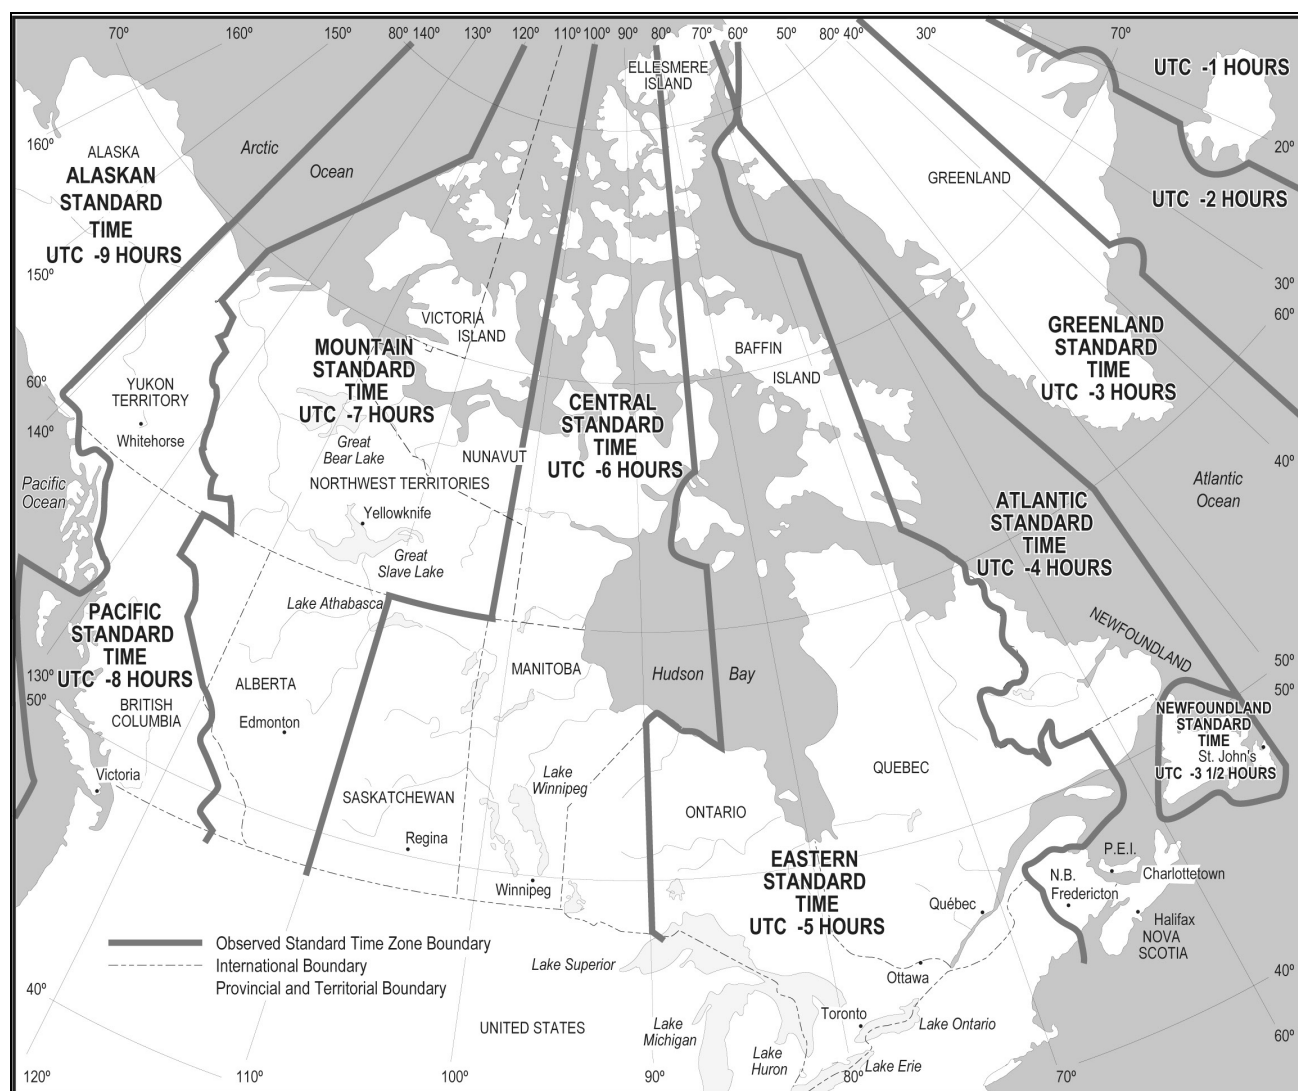 70º 160º 150º 80º 140º 130º 120º 110º 100º 90º 80º 70º 60º 50º 80º 40º 30º 70º
ELLESMERE
ISLAND
UTC -1 HOURS
160º
ALASKA
ALASKAN
STANDARD
TIME
UTC -9 HOURS
Arctic
Ocean
GREENLAND
20º
UTC -2 HOURS
150º
30º
60º
VICTORIA
ISLAND
BAFFIN
ISLAND
GREENLAND
STANDARD
TIME
UTC -3 HOURS
MOUNTAIN
STANDARD
TIME
UTC -7 HOURS
60º
140º
YUKON
TERRITORY
Whitehorse
CENTRAL
STANDARD
TIME
UTC -6 HOURS
Great
Bear Lake
NUNAVUT
NORTHWEST TERRITORIES
40º
Pacific
Ocean
Atlantic
Ocean
Yellowknife
Great
Slave Lake
ATLANTIC
STANDARD
TIME
UTC -4 HOURS
Lake Athabasca
PACIFIC
STANDARD
TIME
UTC -8 HOURS
130º
50º
BRITISH
COLUMBIA
NEWFOUNDLAND
50º
50º
ALBERTA
Edmonton
MANITOBA
Hudson Bay
NEWFOUNDLAND
STANDARD
TIME
St. John's
UTC -3 1/2 HOURS
Victoria
Lake
Winnipeg
QUEBEC
SASKATCHEWAN
ONTARIO
Regina
Winnipeg
EASTERN
STANDARD
TIME
UTC -5 HOURS
P.E.I.
Charlottetown
N.B.
Fredericton
Québec
Halifax
NOVA
SCOTIA
Observed Standard Time Zone Boundary
International Boundary
Provincial and Territorial Boundary
Lake Superior
Ottawa
40º
40º
Toronto
Lake Ontario
UNITED STATES
Lake
Michigan
Lake
Huron
Lake Erie
60º
120º 110º 100º 90º 80º 70º